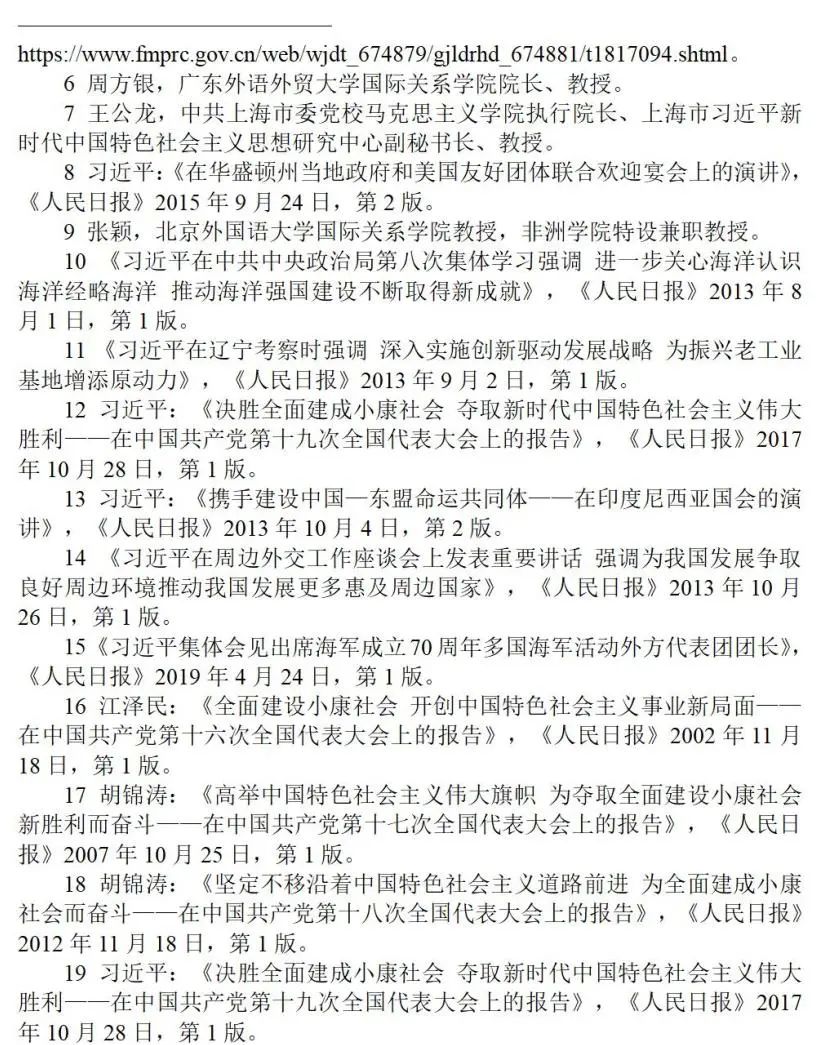 https://www.fmprc.gov.cn/web/wjdt_674879/gjldrhd_674881/t1817094.shtml。
6 周方银，广东外语外贸大学国际关系学院院长、教授。
7 王公龙，中共上海市委党校马克思主义学院执行院长、上海市习近平新
时代中国特色社会主义思想研究中心副秘书长、教授。
8 习近平：《在华盛顿州当地政府和美国友好团体联合欢迎宴会上的演讲》，
《人民日报》2015 年 9 月 24 日，第 2 版。
9 张颖，北京外国语大学国际关系学院教授，非洲学院特设兼职教授。
10 《习近平在中共中央政治局第八次集体学习强调 进一步关心海洋认识
海洋经略海洋 推动海洋强国建设不断取得新成就》，《人民日报》2013 年 8
月 1 日，第 1 版。
11 《习近平在辽宁考察时强调 深入实施创新驱动发展战略 为振兴老工业
基地增添原动力》，《人民日报》2013 年 9 月 2 日，第 1 版。
12 习近平：《决胜全面建成小康社会 夺取新时代中国特色社会主义伟大
胜利——在中国共产党第十九次全国代表大会上的报告》，《人民日报》2017
年 10 月 28 日，第 1 版。
13 习近平：《携手建设中国—东盟命运共同体——在印度尼西亚国会的演
讲》，《人民日报》2013 年 10 月 4 日，第 2 版。
14 《习近平在周边外交工作座谈会上发表重要讲话 强调为我国发展争取
良好周边环境推动我国发展更多惠及周边国家》，《人民日报》2013 年 10 月
26 日，第 1 版。
15《习近平集体会见出席海军成立 70 周年多国海军活动外方代表团团长》，
《人民日报》2019 年 4 月 24 日，第 1 版。
16 江泽民：《全面建设小康社会 开创中国特色社会主义事业新局面——
在中国共产党第十六次全国代表大会上的报告》，《人民日报》2002 年 11 月
18 日，第 1 版。
17 胡锦涛：《高举中国特色社会主义伟大旗帜 为夺取全面建设小康社会
新胜利而奋斗——在中国共产党第十七次全国代表大会上的报告》，《人民日
报》2007 年 10 月 25 日，第 1 版。
18 胡锦涛：《坚定不移沿着中国特色社会主义道路前进 为全面建成小康
社会而奋斗——在中国共产党第十八次全国代表大会上的报告》，《人民日报》
2012 年 11 月 18 日，第 1 版。
19 习近平：《决胜全面建成小康社会 夺取新时代中国特色社会主义伟大
胜利——在中国共产党第十九次全国代表大会上的报告》，《人民日报》2017
年 10 月 28 日，第 1 版。